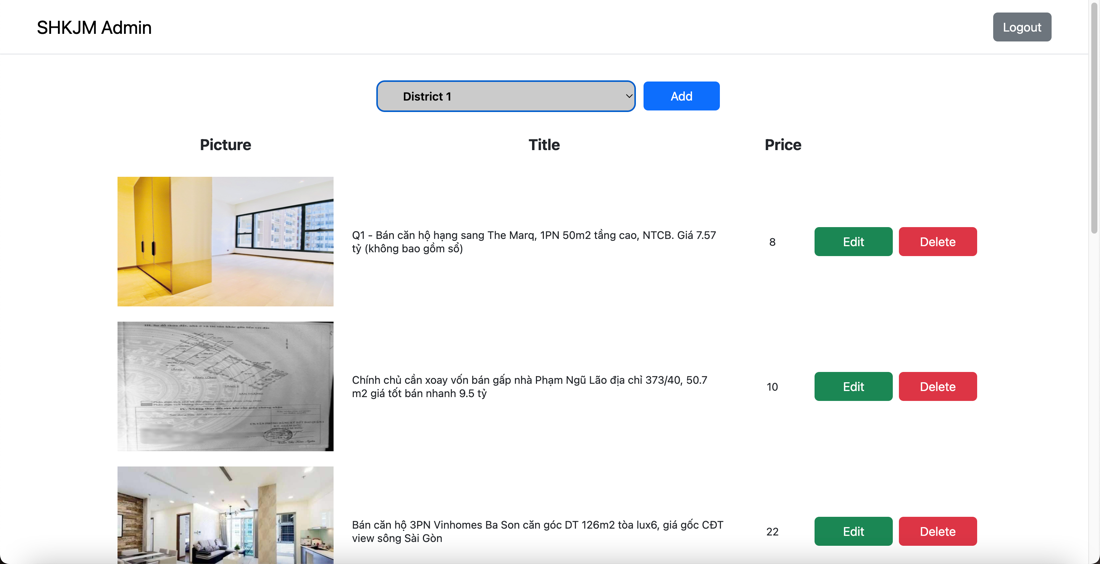 SHKJM Admin
Logout
District 1
Add
Picture
Title
Price
Q1 - Bán căn hộ hạng sang The Marq, 1PN 50m2 tầng cao, NTCB. Giá 7.57
tỷ (không bao gồm sổ)
8
Edit
Delete
Chính chủ cần xoay vốn bán gấp nhà Phạm Ngũ Lão địa chỉ 373/40, 50.7
m2 giá tốt bán nhanh 9.5 tỷ
10
Edit
Delete
Bán căn hộ 3PN Vinhomes Ba Son căn góc DT 126m2 tòa lux6, giá gốc CĐT
view sông Sài Gòn
22
Edit
Delete